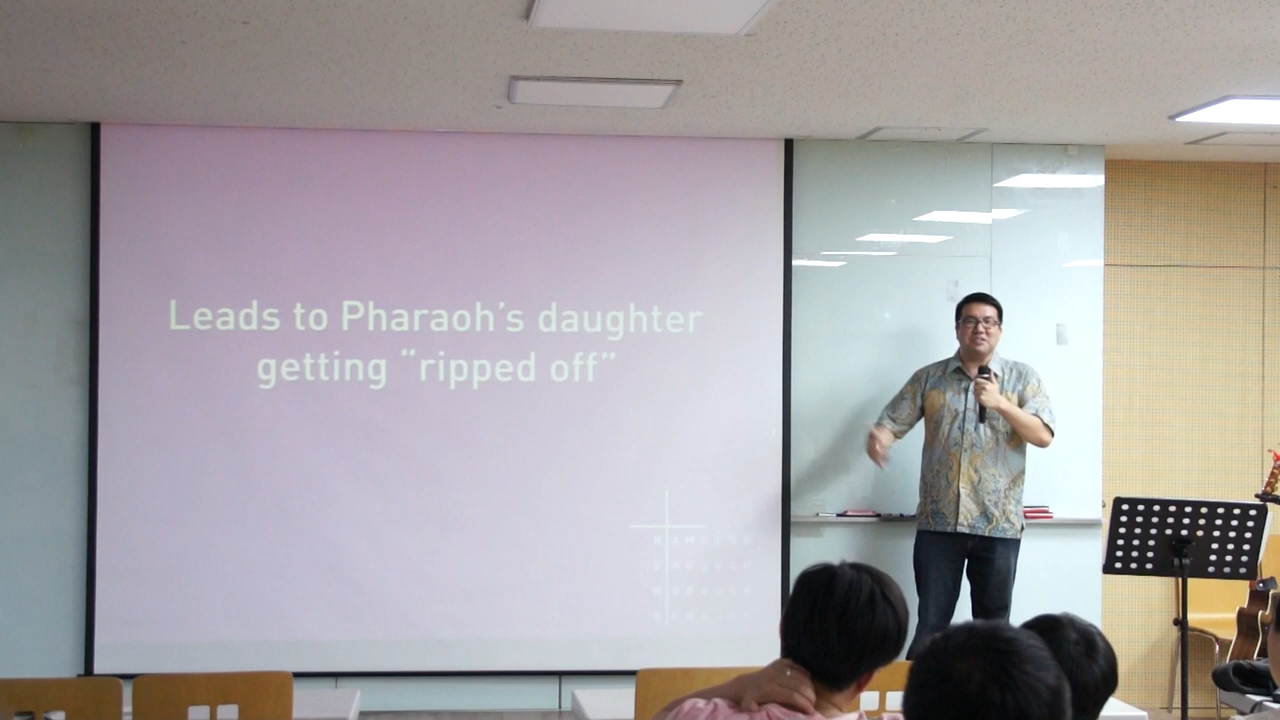 Leads to Pharaoh's daughter
getting “ripped off”